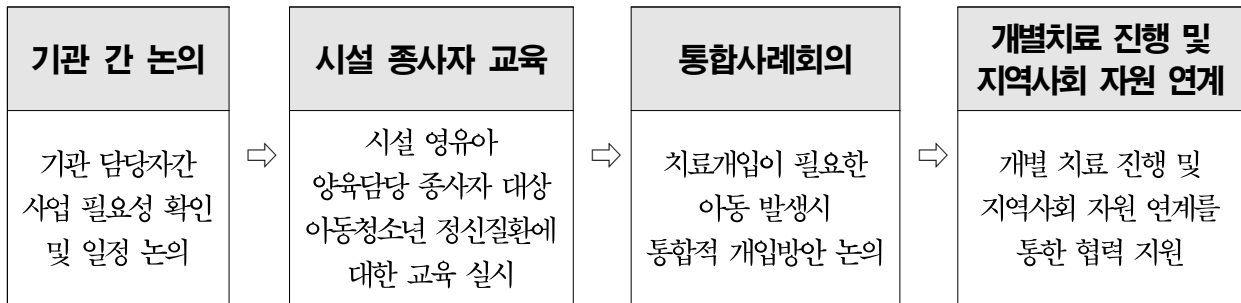 기관 간 논의
기관 담당자간
사업 필요성 확인
및 일정 논의
⇨
시설 종사자 교육
시설 영유아
양육담당 종사자 대상
아동청소년 정신질환에
대한 교육 실시
⇨
통합사례회의
치료개입이 필요한
아동 발생시
통합적 개입방안 논의
⇨
개별치료 진행 및
지역사회 자원 연계
개별 치료 진행 및
지역사회 자원 연계를
통한 협력 지원